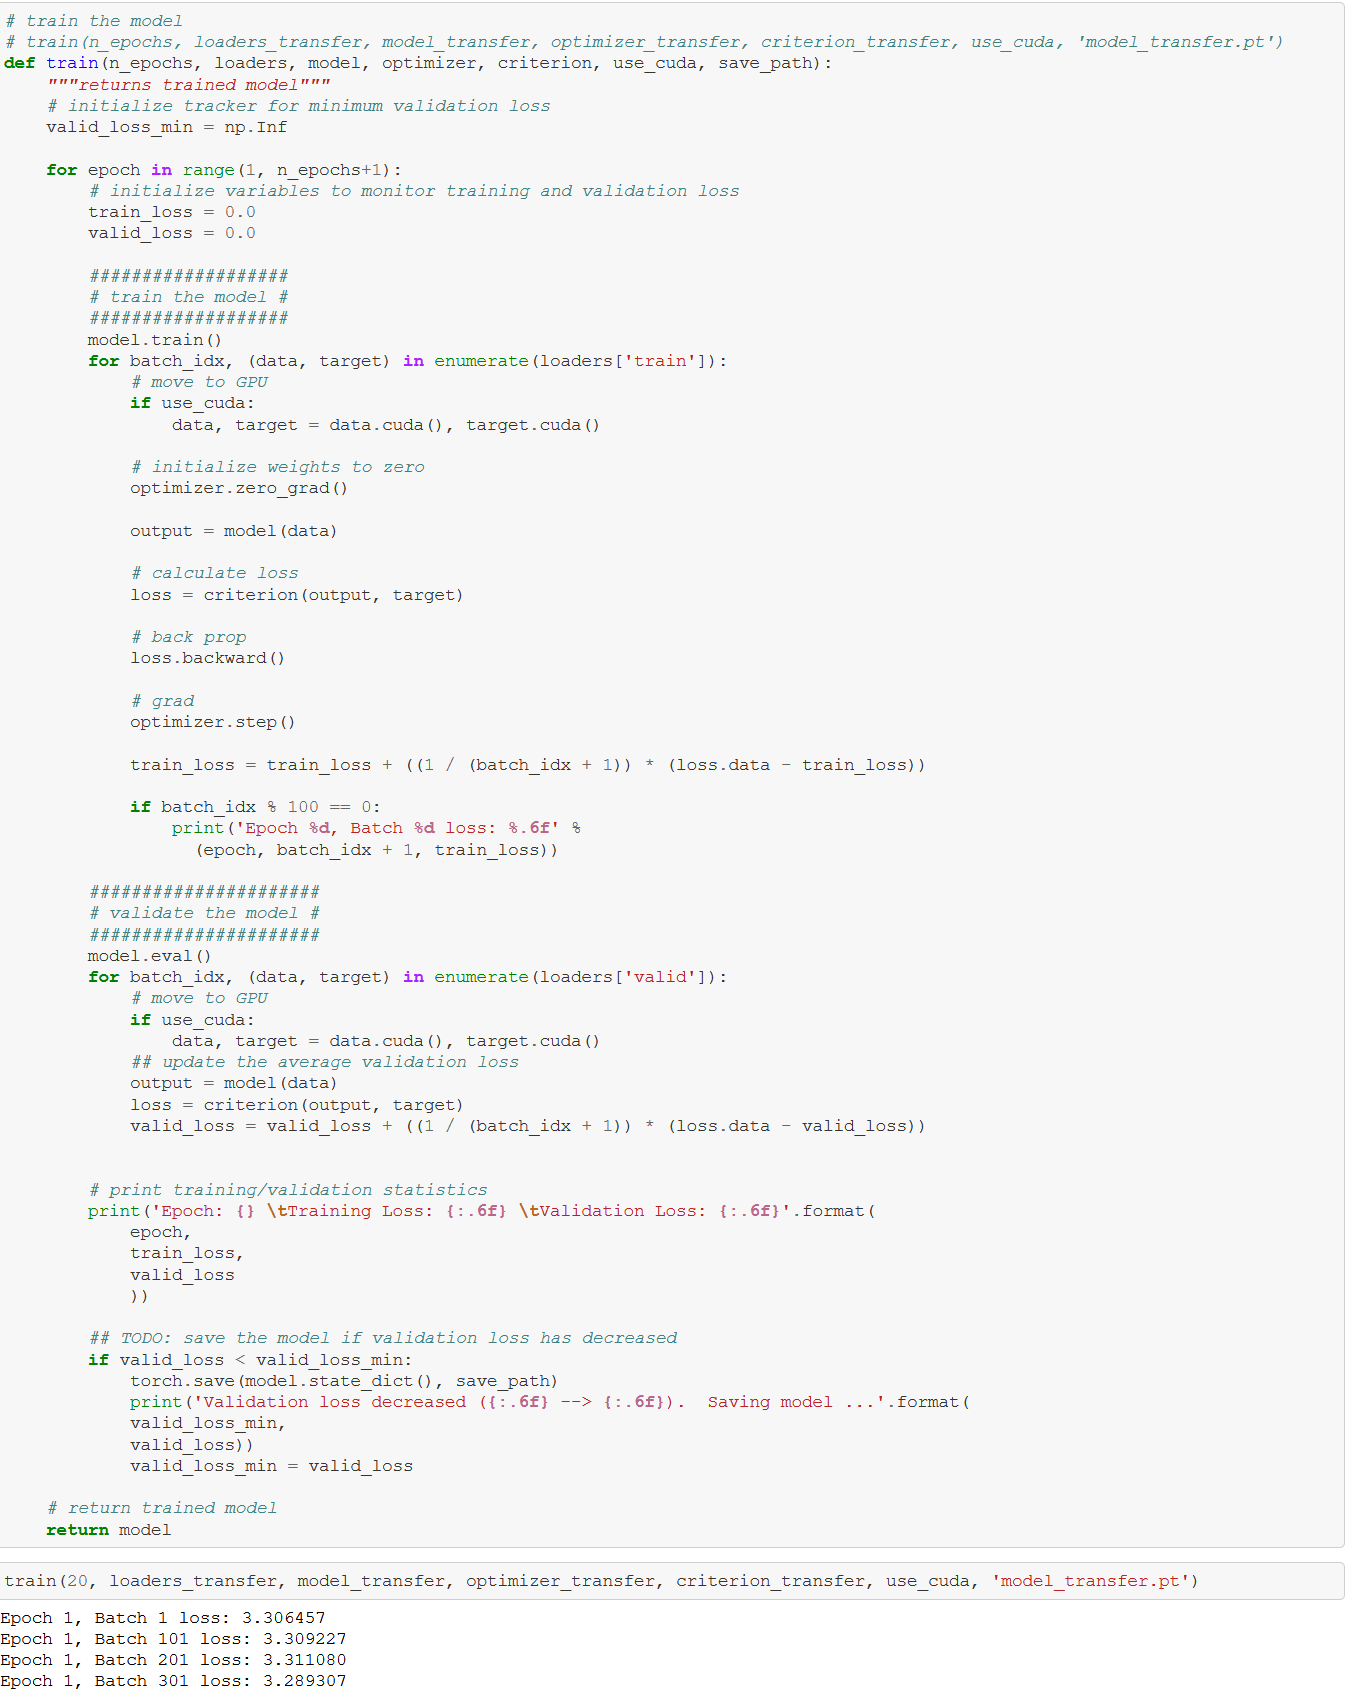 # train the model
# train(n_epochs, loaders_transfer, model_transfer, optimizer_transfer, criterion_transfer, use_cuda, 'model_transfer.pt')
def train(n_epochs, loaders, model, optimizer, criterion, use_cuda, save_path):
    """returns trained model"""
    # initialize tracker for minimum validation loss
    valid_loss_min = np.Inf

    for epoch in range(1, n_epochs+1):
        # initialize variables to monitor training and validation loss
        train_loss = 0.0
        valid_loss = 0.0

        ###################
        # train the model #
        ###################
        model.train()
        for batch_idx, (data, target) in enumerate(loaders['train']):
            # move to GPU
            if use_cuda:
                data, target = data.cuda(), target.cuda()

            # initialize weights to zero
            optimizer.zero_grad()

            output = model(data)

            # calculate loss
            loss = criterion(output, target)

            # back prop
            loss.backward()

            # grad
            optimizer.step()

            train_loss = train_loss + ((1 / (batch_idx + 1)) * (loss.data - train_loss))

            if batch_idx % 100 == 0:
                print('Epoch %d, Batch %d loss: %.6f' %
                  (epoch, batch_idx + 1, train_loss))

        ######################
        # validate the model #
        ######################
        model.eval()
        for batch_idx, (data, target) in enumerate(loaders['valid']):
            # move to GPU
            if use_cuda:
                data, target = data.cuda(), target.cuda()
            ## update the average validation loss
            output = model(data)
            loss = criterion(output, target)
            valid_loss = valid_loss + ((1 / (batch_idx + 1)) * (loss.data - valid_loss))


        # print training/validation statistics
        print('Epoch: {} \tTraining Loss: {:.6f} \tValidation Loss: {:.6f}'.format(
            epoch,
            train_loss,
            valid_loss
            ))

        ## TODO: save the model if validation loss has decreased
        if valid_loss < valid_loss_min:
            torch.save(model.state_dict(), save_path)
            print('Validation loss decreased ({:.6f} --> {:.6f}).  Saving model ...'.format(
            valid_loss_min,
            valid_loss))
            valid_loss_min = valid_loss

    # return trained model
    return model

train(20, loaders_transfer, model_transfer, optimizer_transfer, criterion_transfer, use_cuda, 'model_transfer.pt')

Epoch 1, Batch 1 loss: 3.306457
Epoch 1, Batch 101 loss: 3.309227
Epoch 1, Batch 201 loss: 3.311080
Epoch 1, Batch 301 loss: 3.289307